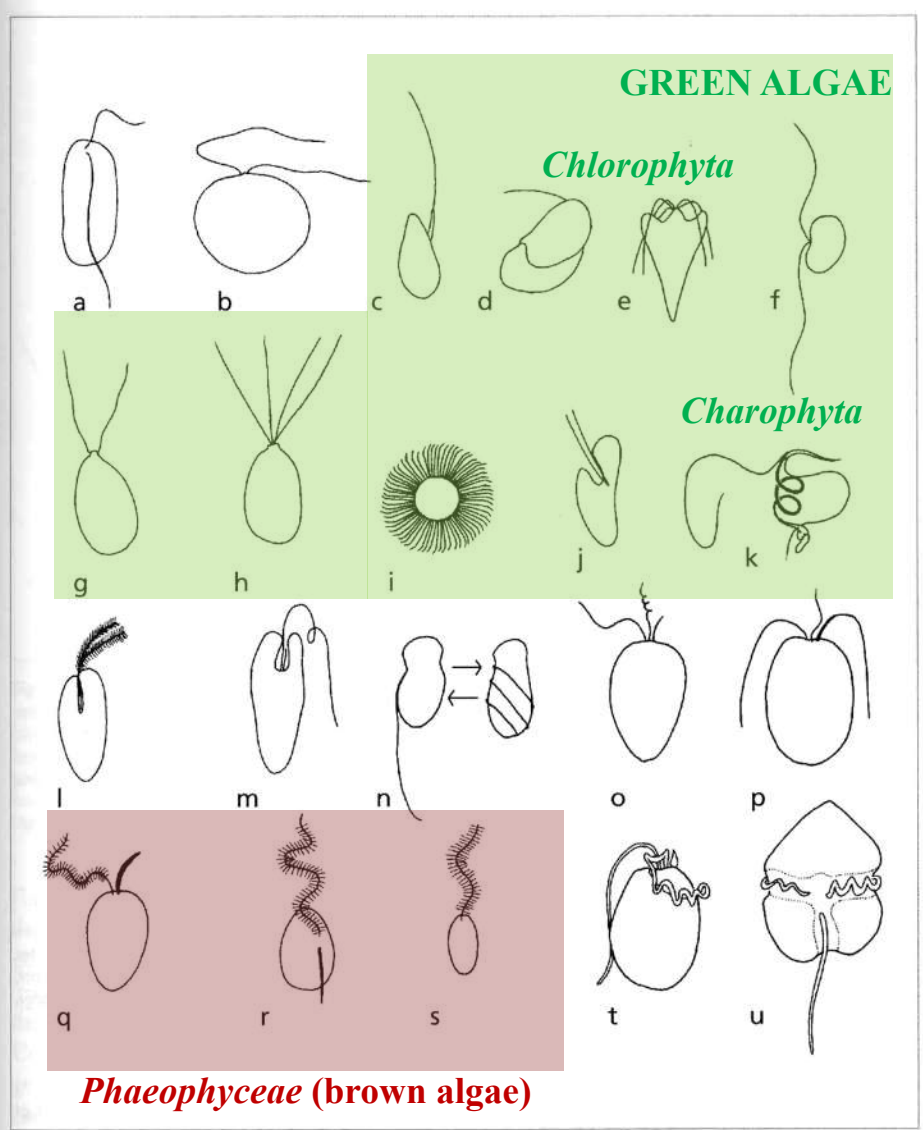 GREEN ALGAE
Chlorophyta
a b c d e f
Charophyta
g h i j k
l m n o p
q r s t u
Phaeophyceae (brown algae)